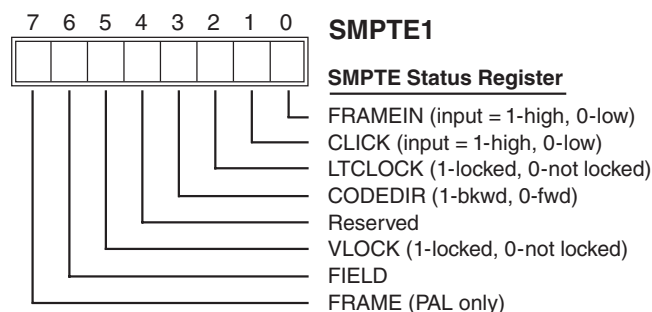 7 6 5 4 3 2 1 0
SMPTE1
SMPTE Status Register
FRAMEIN (input = 1-high, 0-low)
CLICK (input = 1-high, 0-low)
LTCLOCK (1-locked, 0-not locked)
CODEDIR (1-bkwd, 0-fwd)
Reserved
VLOCK (1-locked, 0-not locked)
FIELD
FRAME (PAL only)